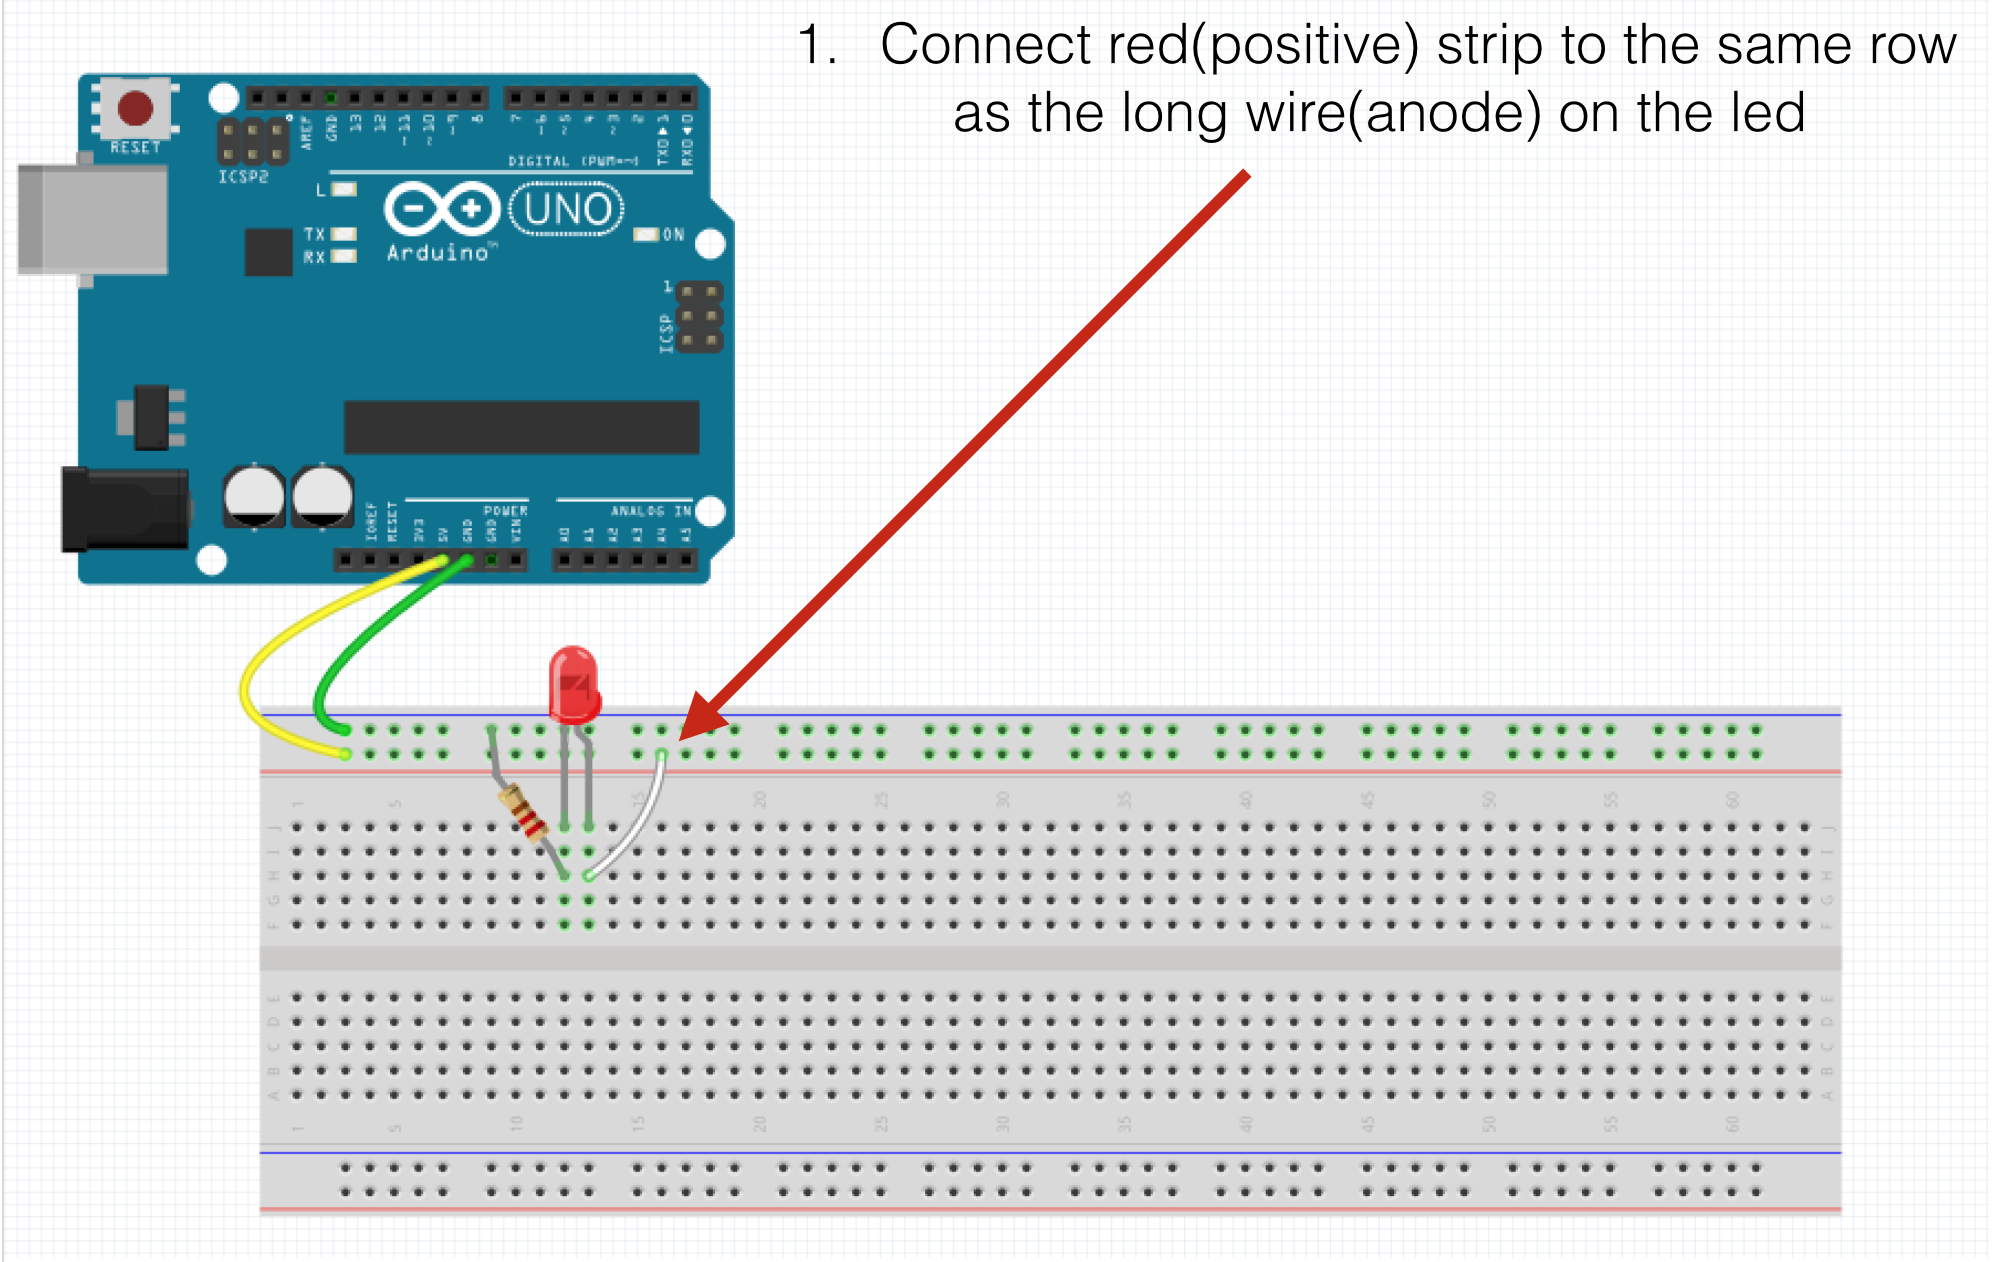 1. Connect red(positive) strip to the same row
as the long wire(anode) on the led
RESET
ICSP2
AREF
GND
13
12
~11
~10
~9
8
7
~6
~5
4
~3
2
TX0▶1
RX0◀0
DIGITAL (PWM=~)
L
TX
RX
UNO
Arduino™
ON
1
ICSP
POWER
ANALOG IN
IOREF
RESET
3V3
5V
GND
GND
VIN
A0
A1
A2
A3
A4
A5
1 5 15 20 25 30 35 40 45 50 55 60
J J
I I
H H
G G
F F
E E
D D
C C
B B
A A
1 5 10 15 20 25 30 35 40 45 50 55 60